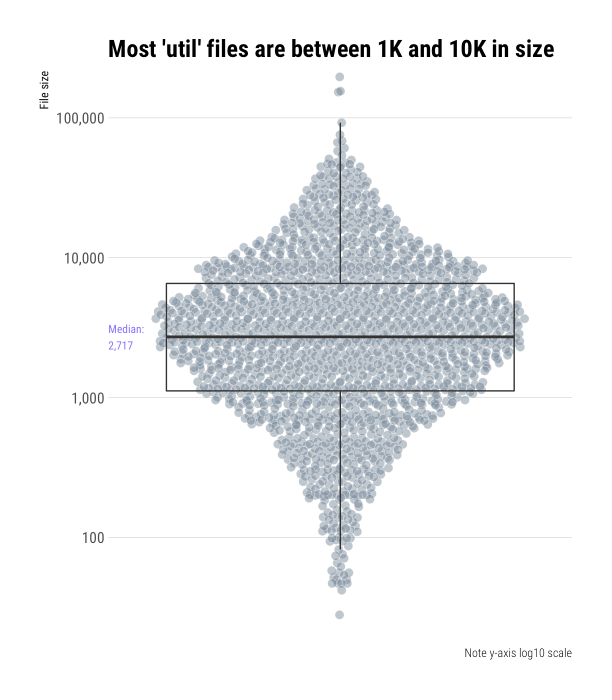 Most 'util' files are between 1K and 10K in size
File size
100,000
10,000
Median:
2,717
1,000
100
Note y-axis log10 scale